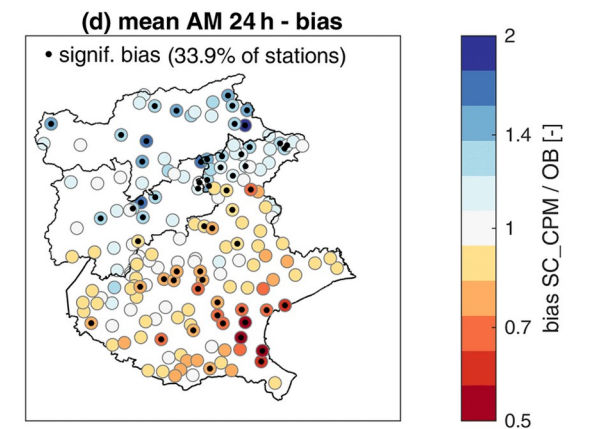 (d) mean AM 24 h - bias
• signif. bias (33.9% of stations)
2
1.4
1
0.7
0.5
bias SC_CPM / OB [-]